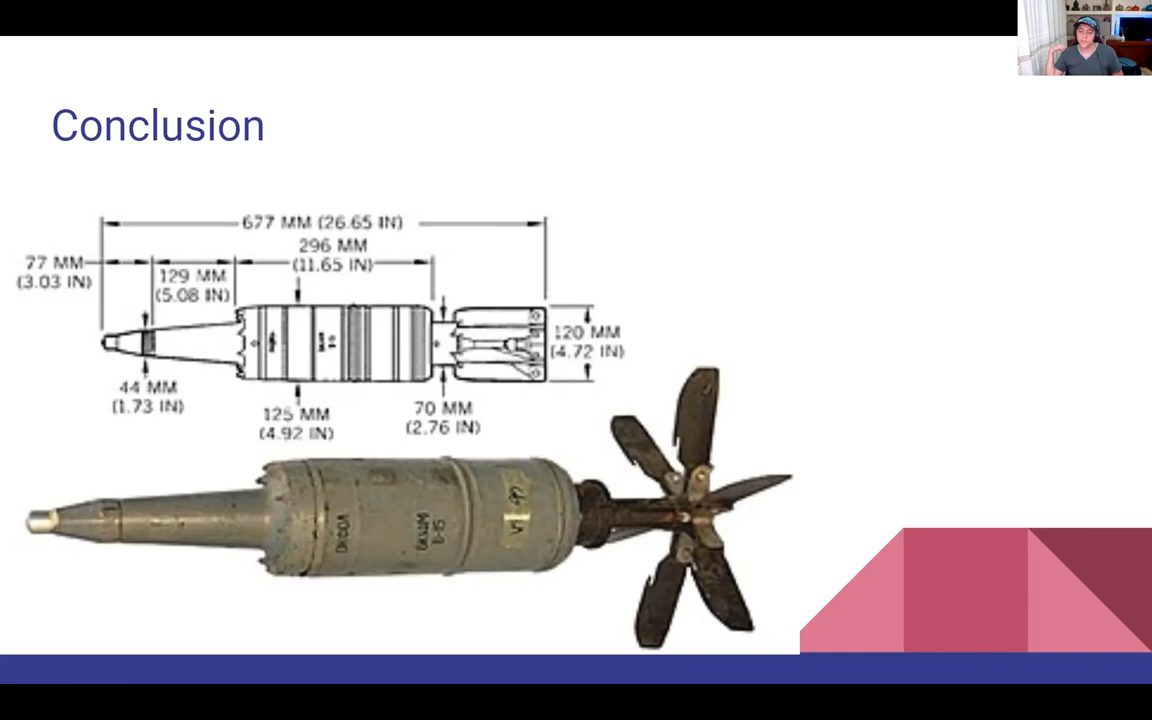 Conclusion
677 MM (26.65 IN)
296 MM
(11.65 IN)
77 MM
(3.03 IN)
129 MM
(5.08 IN)
120 MM
(4.72 IN)
44 MM
(1.73 IN)
125 MM
(4.92 IN)
70 MM
(2.76 IN)